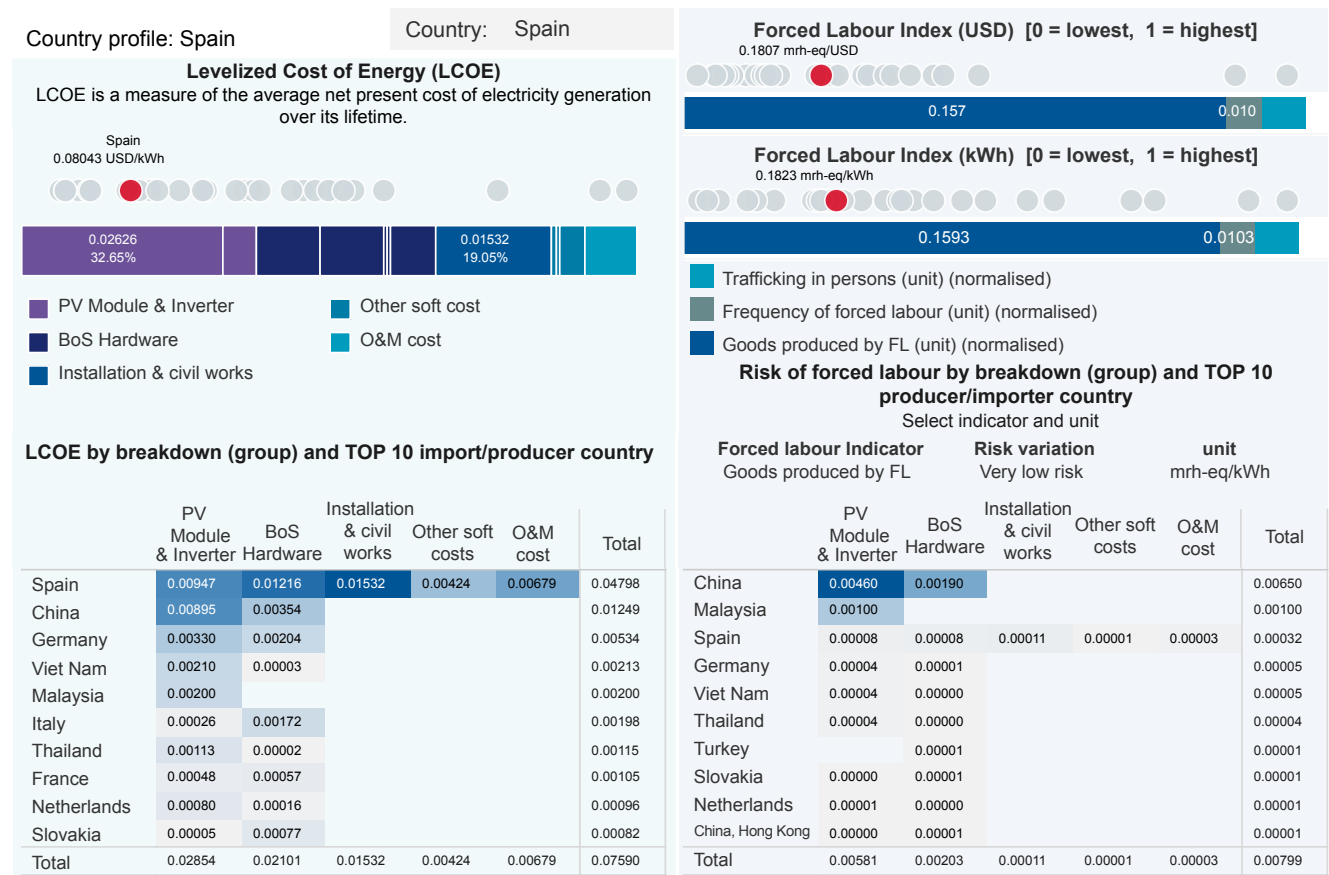 Country profile: Spain
Country: Spain
Levelized Cost of Energy (LCOE)
LCOE is a measure of the average net present cost of electricity generation
over its lifetime.
Spain
0.08043 USD/kWh
0.02626
32.65%
0.01532
19.05%
PV Module & Inverter
BoS Hardware
Installation & civil works
Other soft cost
O&M cost
LCOE by breakdown (group) and TOP 10 import/producer country
PV Module & Inverter BoS Hardware Installation & civil works Other soft costs O&M cost Total
Spain 0.00947 0.01216 0.01532 0.00424 0.00679 0.04798
China 0.00895 0.00354 0.01249
Germany 0.00330 0.00204 0.00534
Viet Nam 0.00210 0.00003 0.00213
Malaysia 0.00200 0.00200
Italy 0.00026 0.00172 0.00198
Thailand 0.00113 0.00002 0.00115
France 0.00048 0.00057 0.00105
Netherlands 0.00080 0.00016 0.00096
Slovakia 0.00005 0.00077 0.00082
Total 0.02854 0.02101 0.01532 0.00424 0.00679 0.07590
Forced Labour Index (USD) [0 = lowest, 1 = highest]
0.1807 mrh-eq/USD
0.157 0.010
Forced Labour Index (kWh) [0 = lowest, 1 = highest]
0.1823 mrh-eq/kWh
0.1593 0.0103
Trafficking in persons (unit) (normalised)
Frequency of forced labour (unit) (normalised)
Goods produced by FL (unit) (normalised)
Risk of forced labour by breakdown (group) and TOP 10
producer/importer country
Select indicator and unit
Forced labour Indicator Risk variation unit
Goods produced by FL Very low risk mrh-eq/kWh
PV Module & Inverter BoS Hardware Installation & civil works Other soft costs O&M cost Total
China 0.00460 0.00190 0.00650
Malaysia 0.00100 0.00100
Spain 0.00008 0.00008 0.00011 0.00001 0.00003 0.00032
Germany 0.00004 0.00001 0.00005
Viet Nam 0.00004 0.00000 0.00005
Thailand 0.00004 0.00000 0.00004
Turkey 0.00001 0.00001
Slovakia 0.00000 0.00001 0.00001
Netherlands 0.00001 0.00000 0.00001
China, Hong Kong 0.00000 0.00001 0.00001
Total 0.00581 0.00203 0.00011 0.00001 0.00003 0.00799